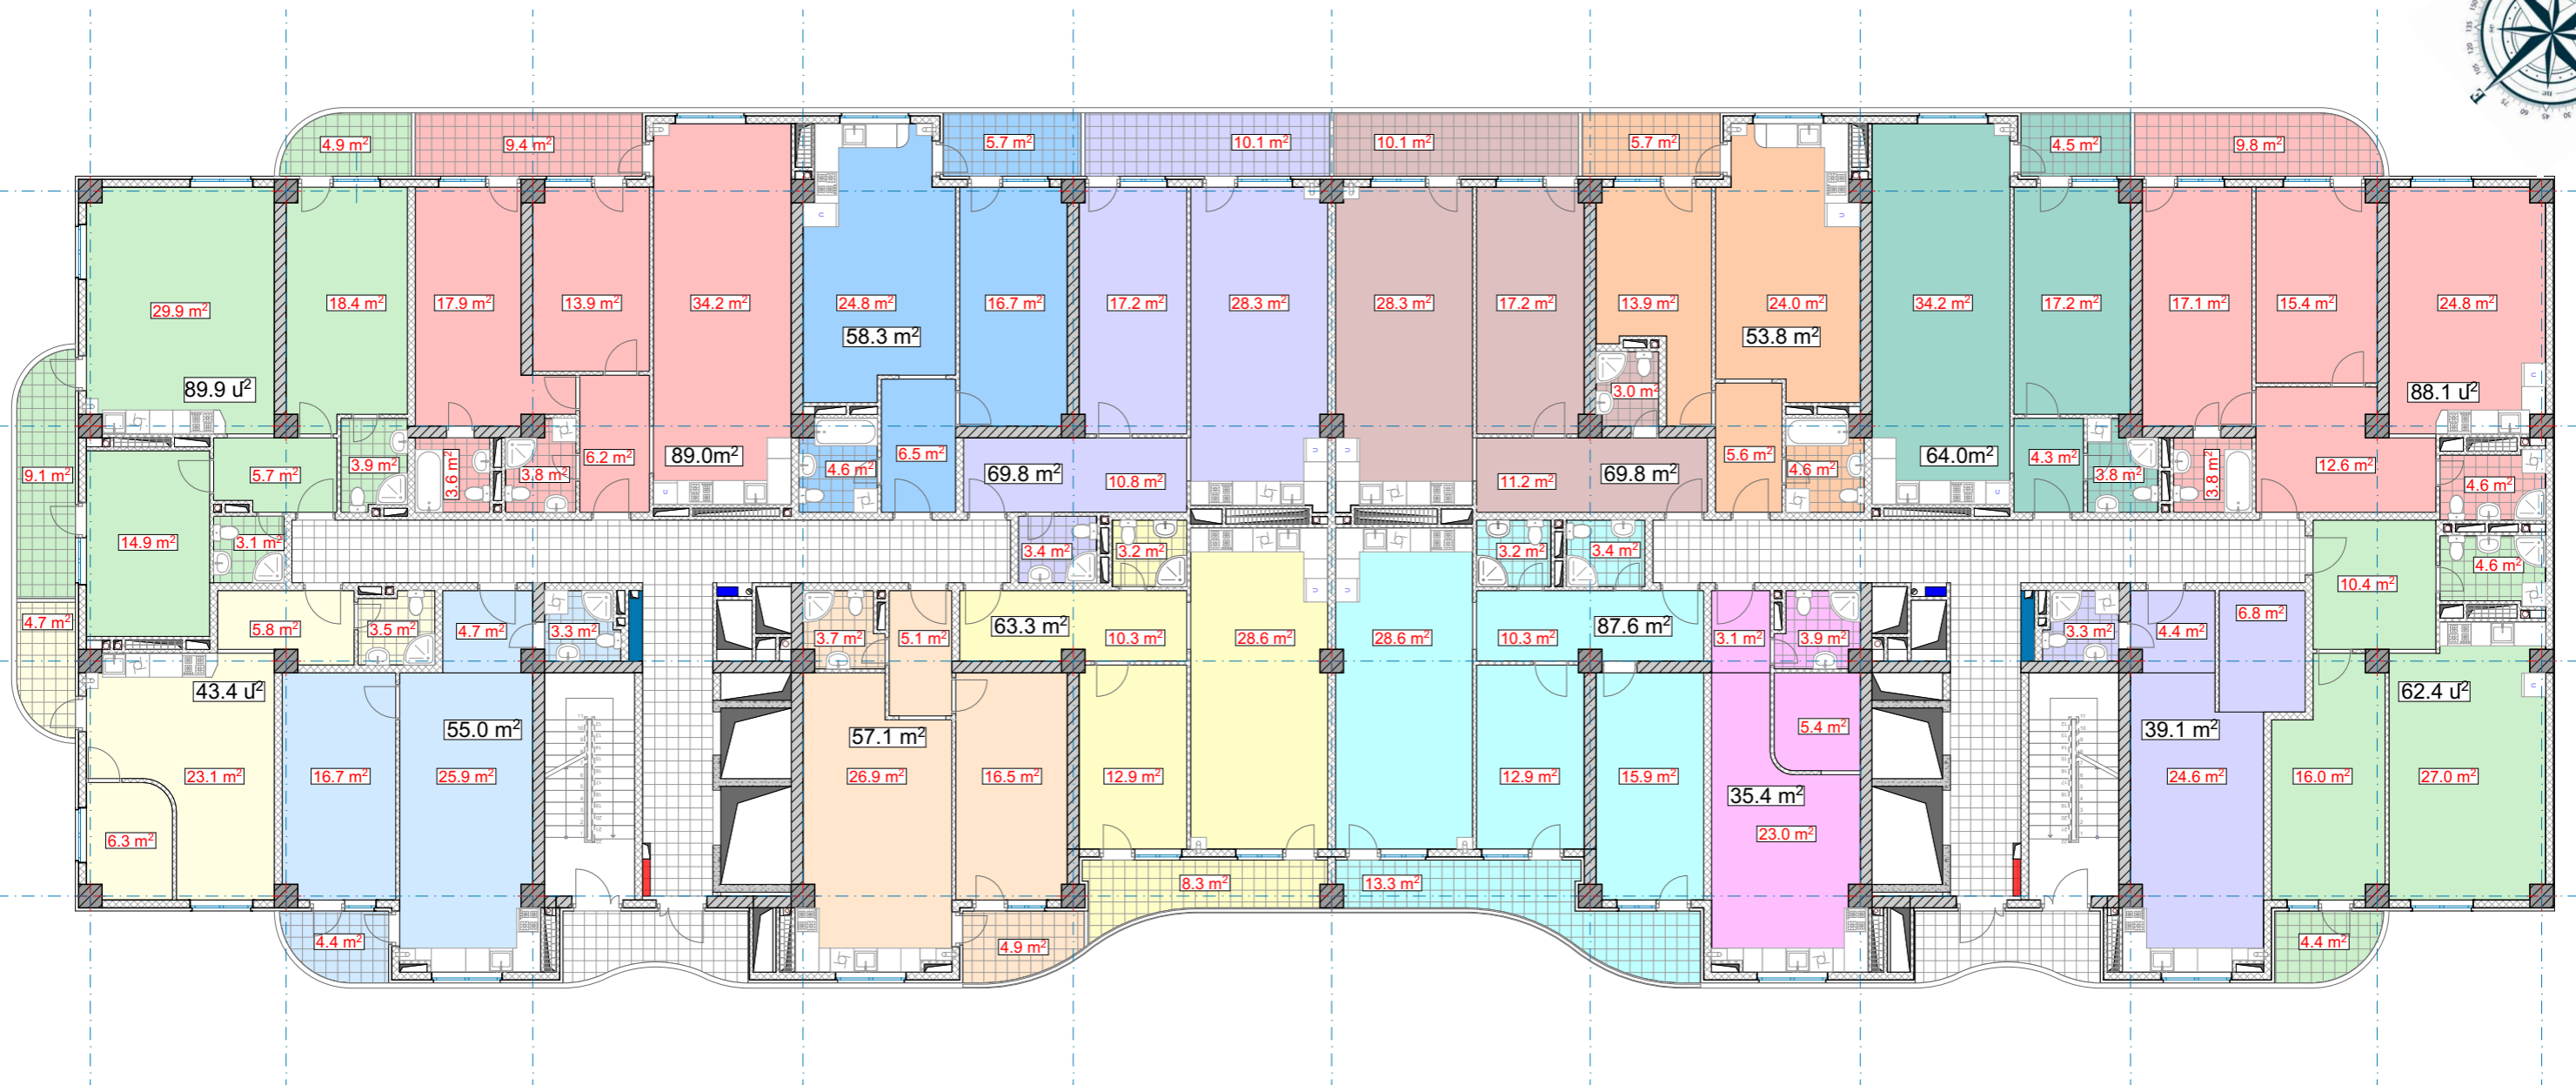 4.9 m²
9.4 m²
5.7 m²
10.1 m²
10.1 m²
5.7 m²
4.5 m²
9.8 m²
29.9 m²
18.4 m²
17.9 m²
13.9 m²
34.2 m²
24.8 m²
16.7 m²
17.2 m²
28.3 m²
28.3 m²
17.2 m²
13.9 m²
24.0 m²
34.2 m²
17.2 m²
17.1 m²
15.4 m²
24.8 m²
58.3 m²
53.8 m²
89.9 մ²
3.0 m²
88.1 մ²
9.1 m²
5.7 m²
3.9 m²
3.6 m²
3.8 m²
6.2 m²
89.0m²
4.6 m²
6.5 m²
69.8 m²
10.8 m²
11.2 m²
69.8 m²
5.6 m²
4.6 m²
64.0m²
4.3 m²
3.8 m²
3.8 m²
12.6 m²
4.6 m²
14.9 m²
3.1 m²
3.4 m²
3.2 m²
3.2 m²
3.4 m²
10.4 m²
4.6 m²
4.7 m²
5.8 m²
3.5 m²
4.7 m²
3.3 m²
3.7 m²
5.1 m²
63.3 m²
10.3 m²
28.6 m²
28.6 m²
10.3 m²
87.6 m²
3.1 m²
3.9 m²
3.3 m²
4.4 m²
6.8 m²
43.4 մ²
55.0 m²
57.1 m²
5.4 m²
39.1 m²
62.4 մ²
23.1 m²
16.7 m²
25.9 m²
26.9 m²
16.5 m²
12.9 m²
12.9 m²
15.9 m²
35.4 m²
24.6 m²
16.0 m²
27.0 m²
6.3 m²
23.0 m²
8.3 m²
13.3 m²
4.4 m²
4.9 m²
4.4 m²